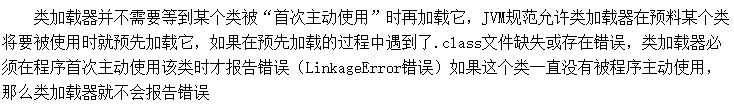 类加载器并不需要等到某个类被“首次主动使用”时再加载它，JVM规范允许类加载器在预料某个类
将要被使用时就预先加载它，如果在预先加载的过程中遇到了.class文件缺失或存在错误，类加载器必
须在程序首次主动使用该类时才报告错误（LinkageError错误）如果这个类一直没有被程序主动使用，
那么类加载器就不会报告错误